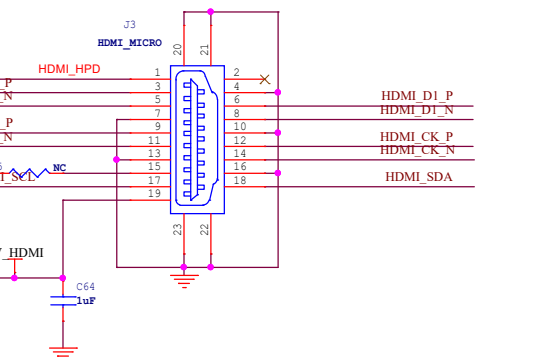 J3
HDMI_MICRO
20
21
HDMI_HPD
1
2
_P
3
4
_N
5
6
HDMI_D1_P
7
8
HDMI_D1_N
_P
9
10
11
12
HDMI_CK_P
13
14
HDMI_CK_N
NC
15
16
I_SCL
17
18
HDMI_SDA
19
23
22
_HDMI
C64
1uF